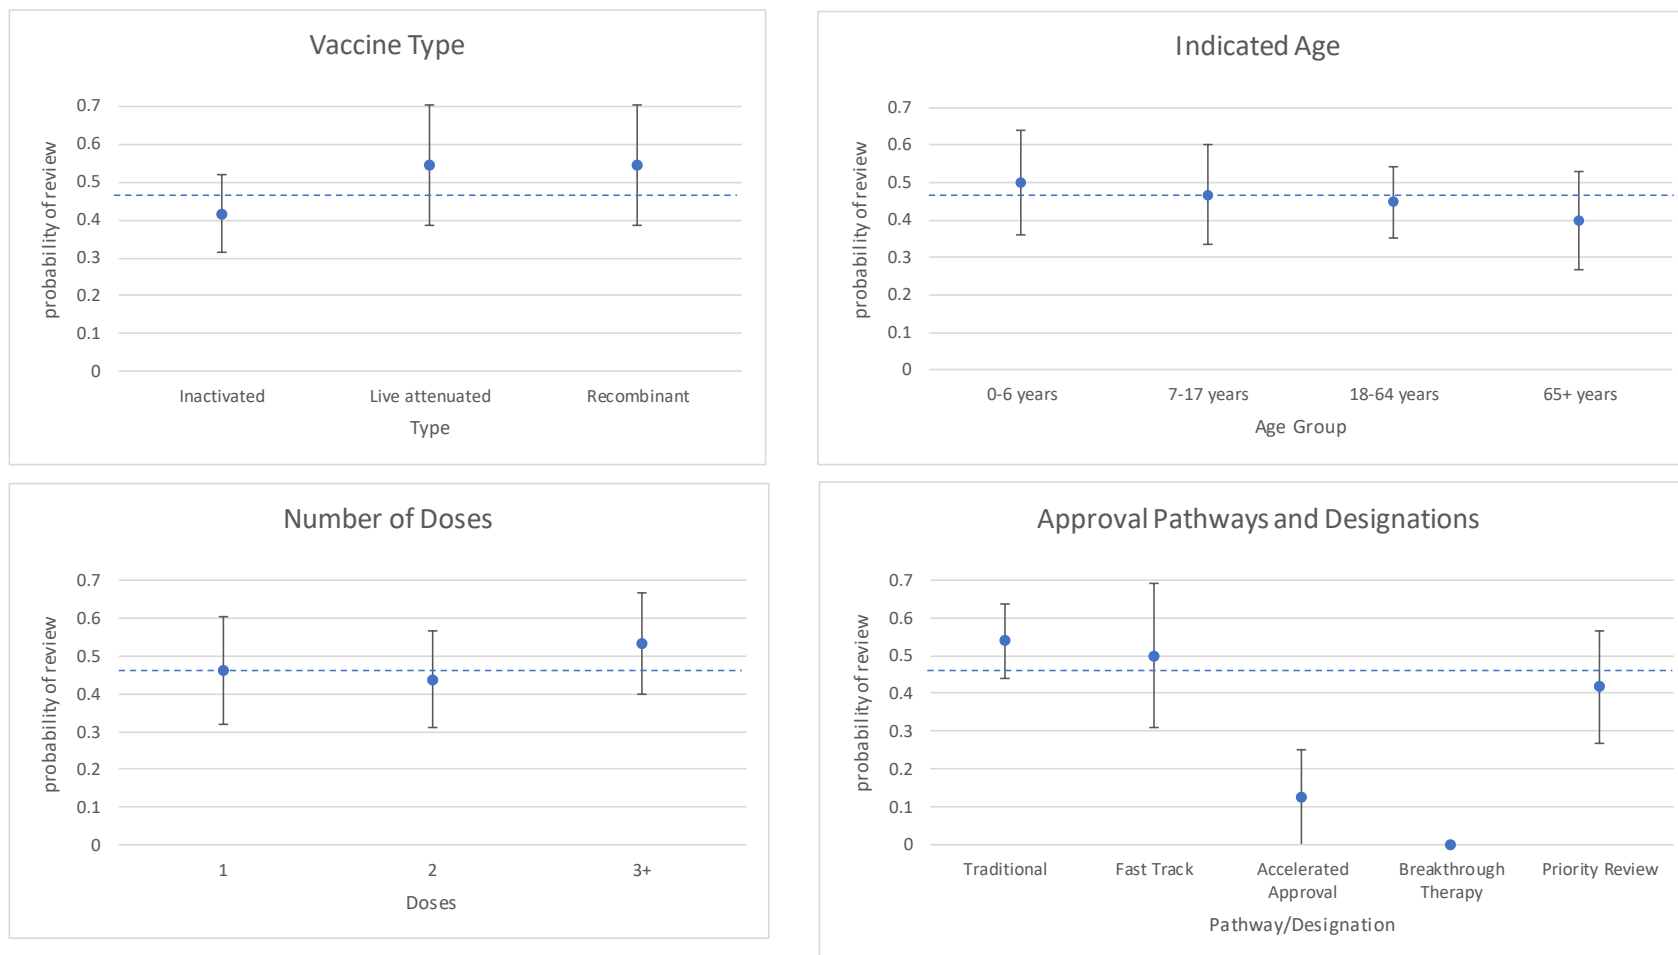 Vaccine Type
probability of review
0.7
0.6
0.5
0.4
0.3
0.2
0.1
0
Inactivated
Live attenuated
Recombinant
Type
Indicated Age
probability of review
0.7
0.6
0.5
0.4
0.3
0.2
0.1
0
0-6 years
7-17 years
18-64 years
65+ years
Age Group
Number of Doses
probability of review
0.7
0.6
0.5
0.4
0.3
0.2
0.1
0
1
2
3+
Doses
Approval Pathways and Designations
probability of review
0.7
0.6
0.5
0.4
0.3
0.2
0.1
0
Traditional
Fast Track
Accelerated
Approval
Breakthrough
Therapy
Priority Review
Pathway/Designation